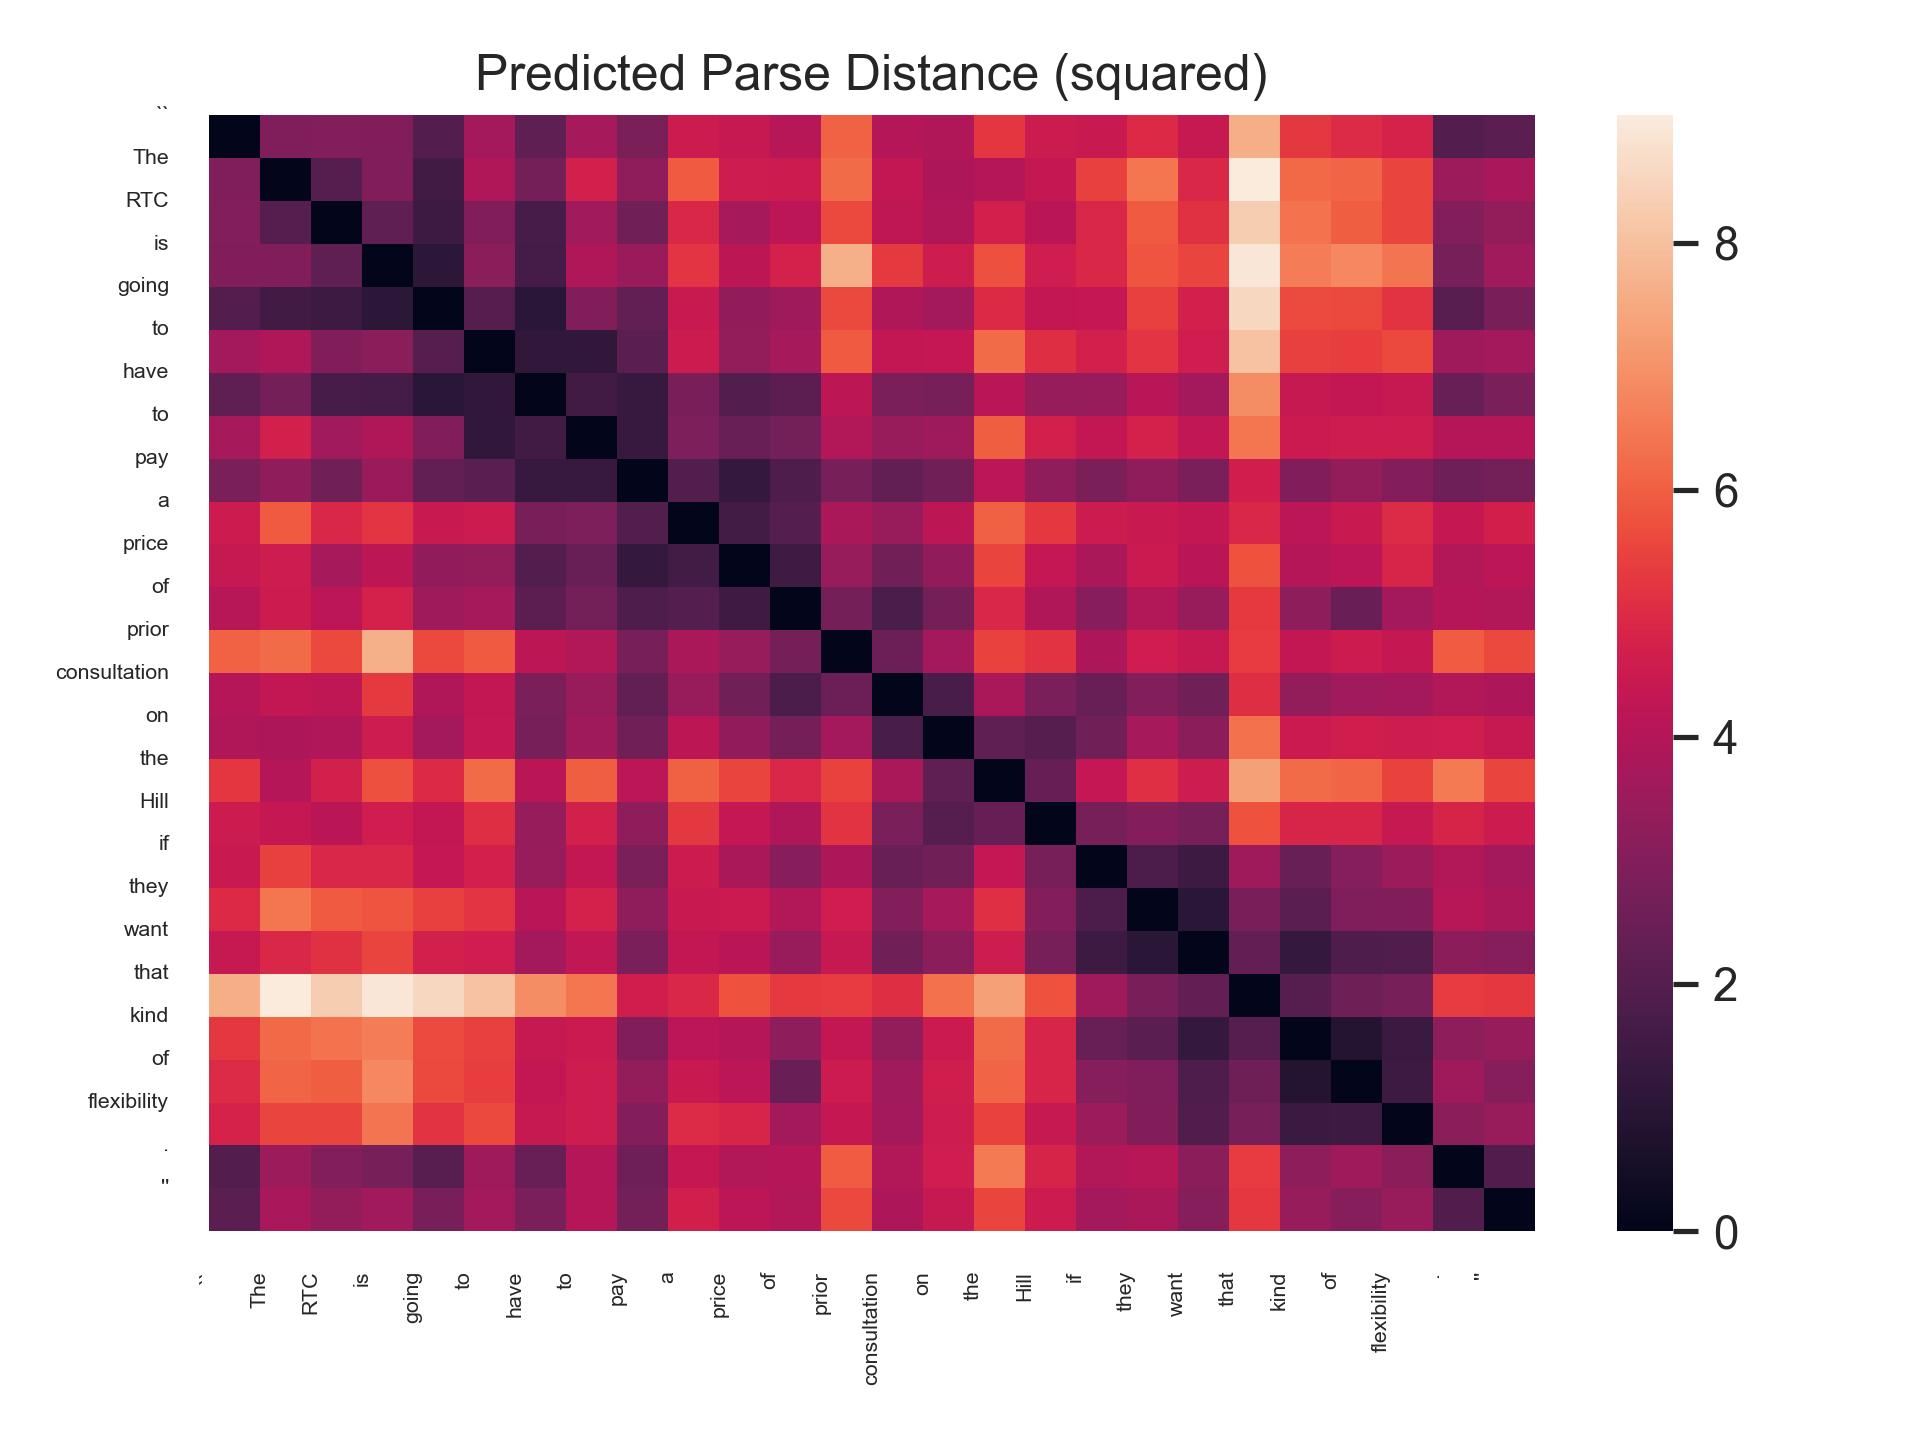 Predicted Parse Distance (squared)
``
The
RTC
is
going
to
have
to
pay
a
price
of
prior
consultation
on
the
Hill
if
they
want
that
kind
of
flexibility
.
''
8
6
4
2
0
``
The
RTC
is
going
to
have
to
pay
a
price
of
prior
consultation
on
the
Hill
if
they
want
that
kind
of
flexibility
.
''